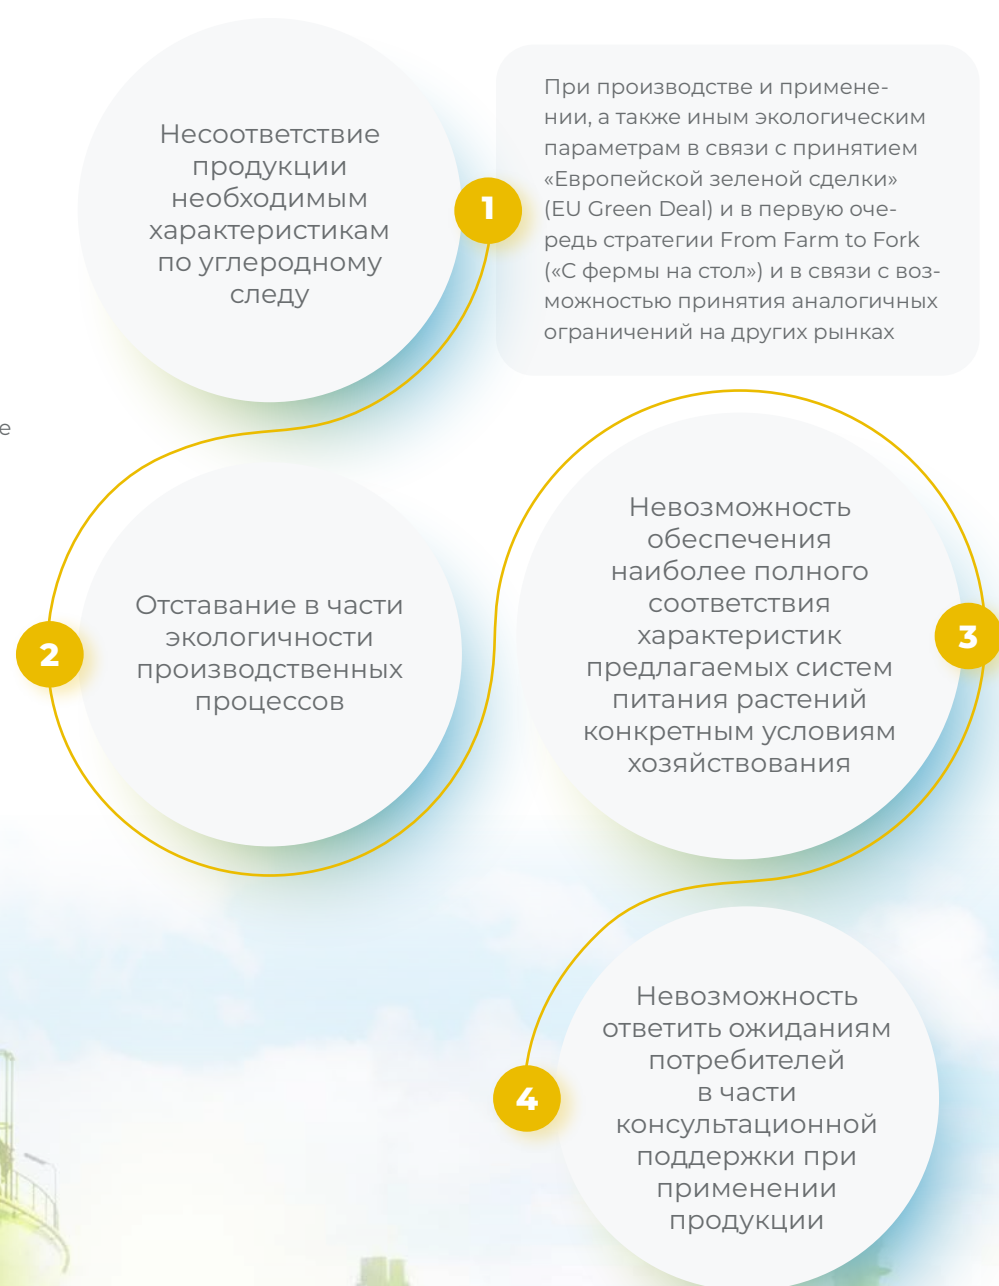 Несоответствие
продукции
необходимым
характеристикам
по углеродному
следу
1
При производстве и примене-
нии, а также иным экологическим
параметрам в связи с принятием
«Европейской зеленой сделки»
(EU Green Deal) и в первую оче-
редь стратегии From Farm to Fork
(«С фермы на стол») и в связи с воз-
можностью принятия аналогичных
ограничений на других рынках
е
2
Отставание в части
экологичности
производственных
процессов
Невозможность
обеспечения
наиболее полного
соответствия
характеристик
предлагаемых систем
питания растений
конкретным условиям
хозяйствования
3
4
Невозможность
ответить ожиданиям
потребителей
в части
консультационной
поддержки при
применении
продукции